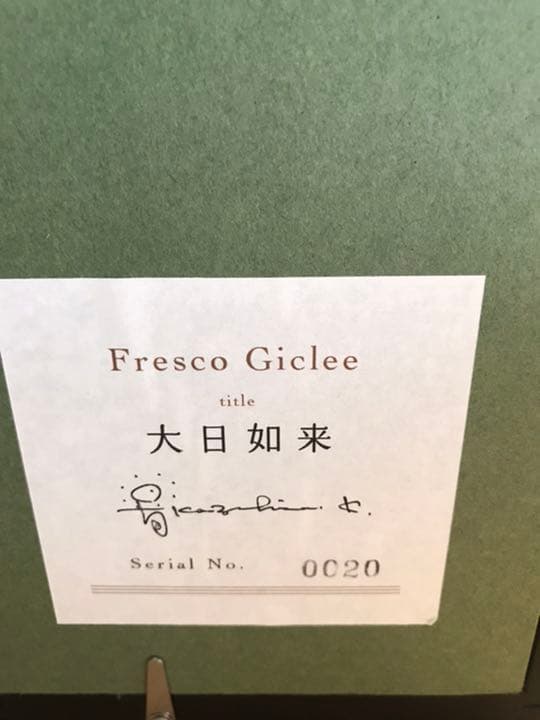 Fresco Giclee
title
大日如来
Serial No. 0020